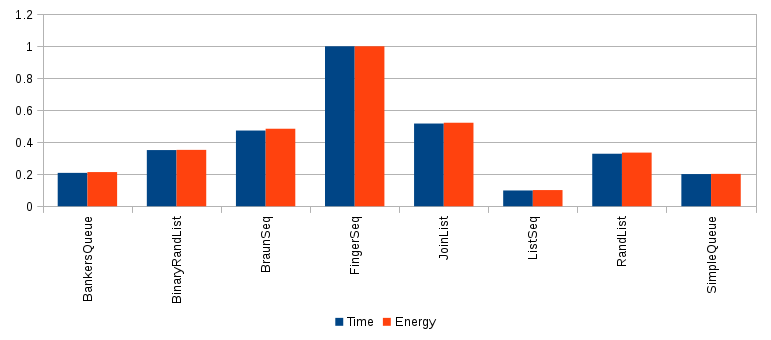 1.2
1
0.8
0.6
0.4
0.2
0
BankersQueue
BinaryRandList
BraunSeq
FingerSeq
JoinList
ListSeq
RandList
SimpleQueue
Time Energy